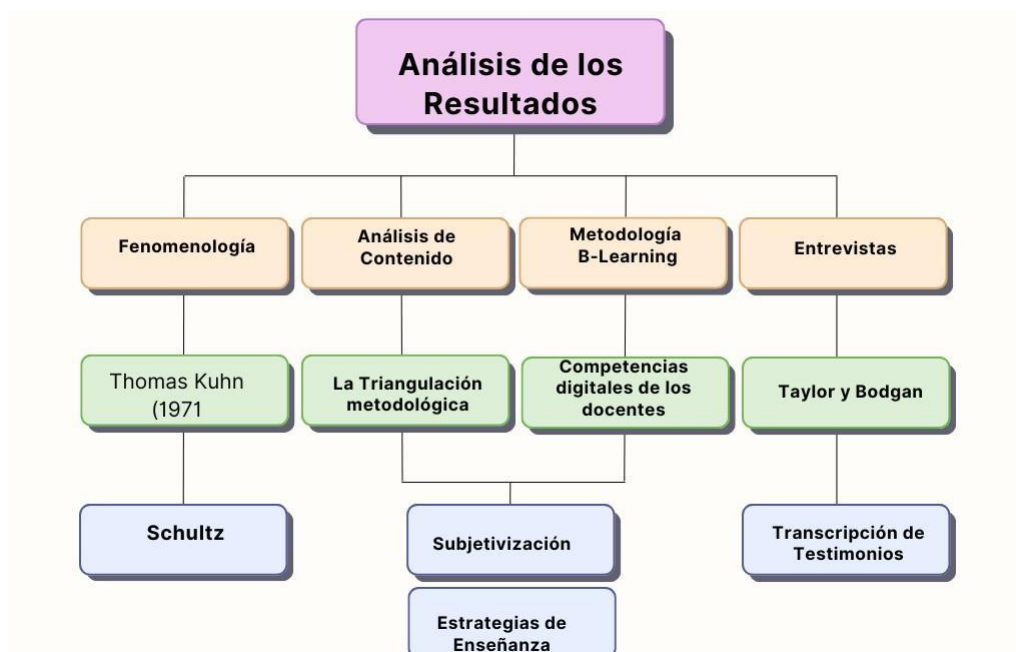 Análisis de los
Resultados
Fenomenología
Análisis de
Contenido
Metodología
B-Learning
Entrevistas
Thomas Kuhn
(1971
La Triangulación
metodológica
Competencias
digitales de los
docentes
Taylor y Bodgan
Schultz
Subjetivización
Transcripción de
Testimonios
Estrategias de
Enseñanza